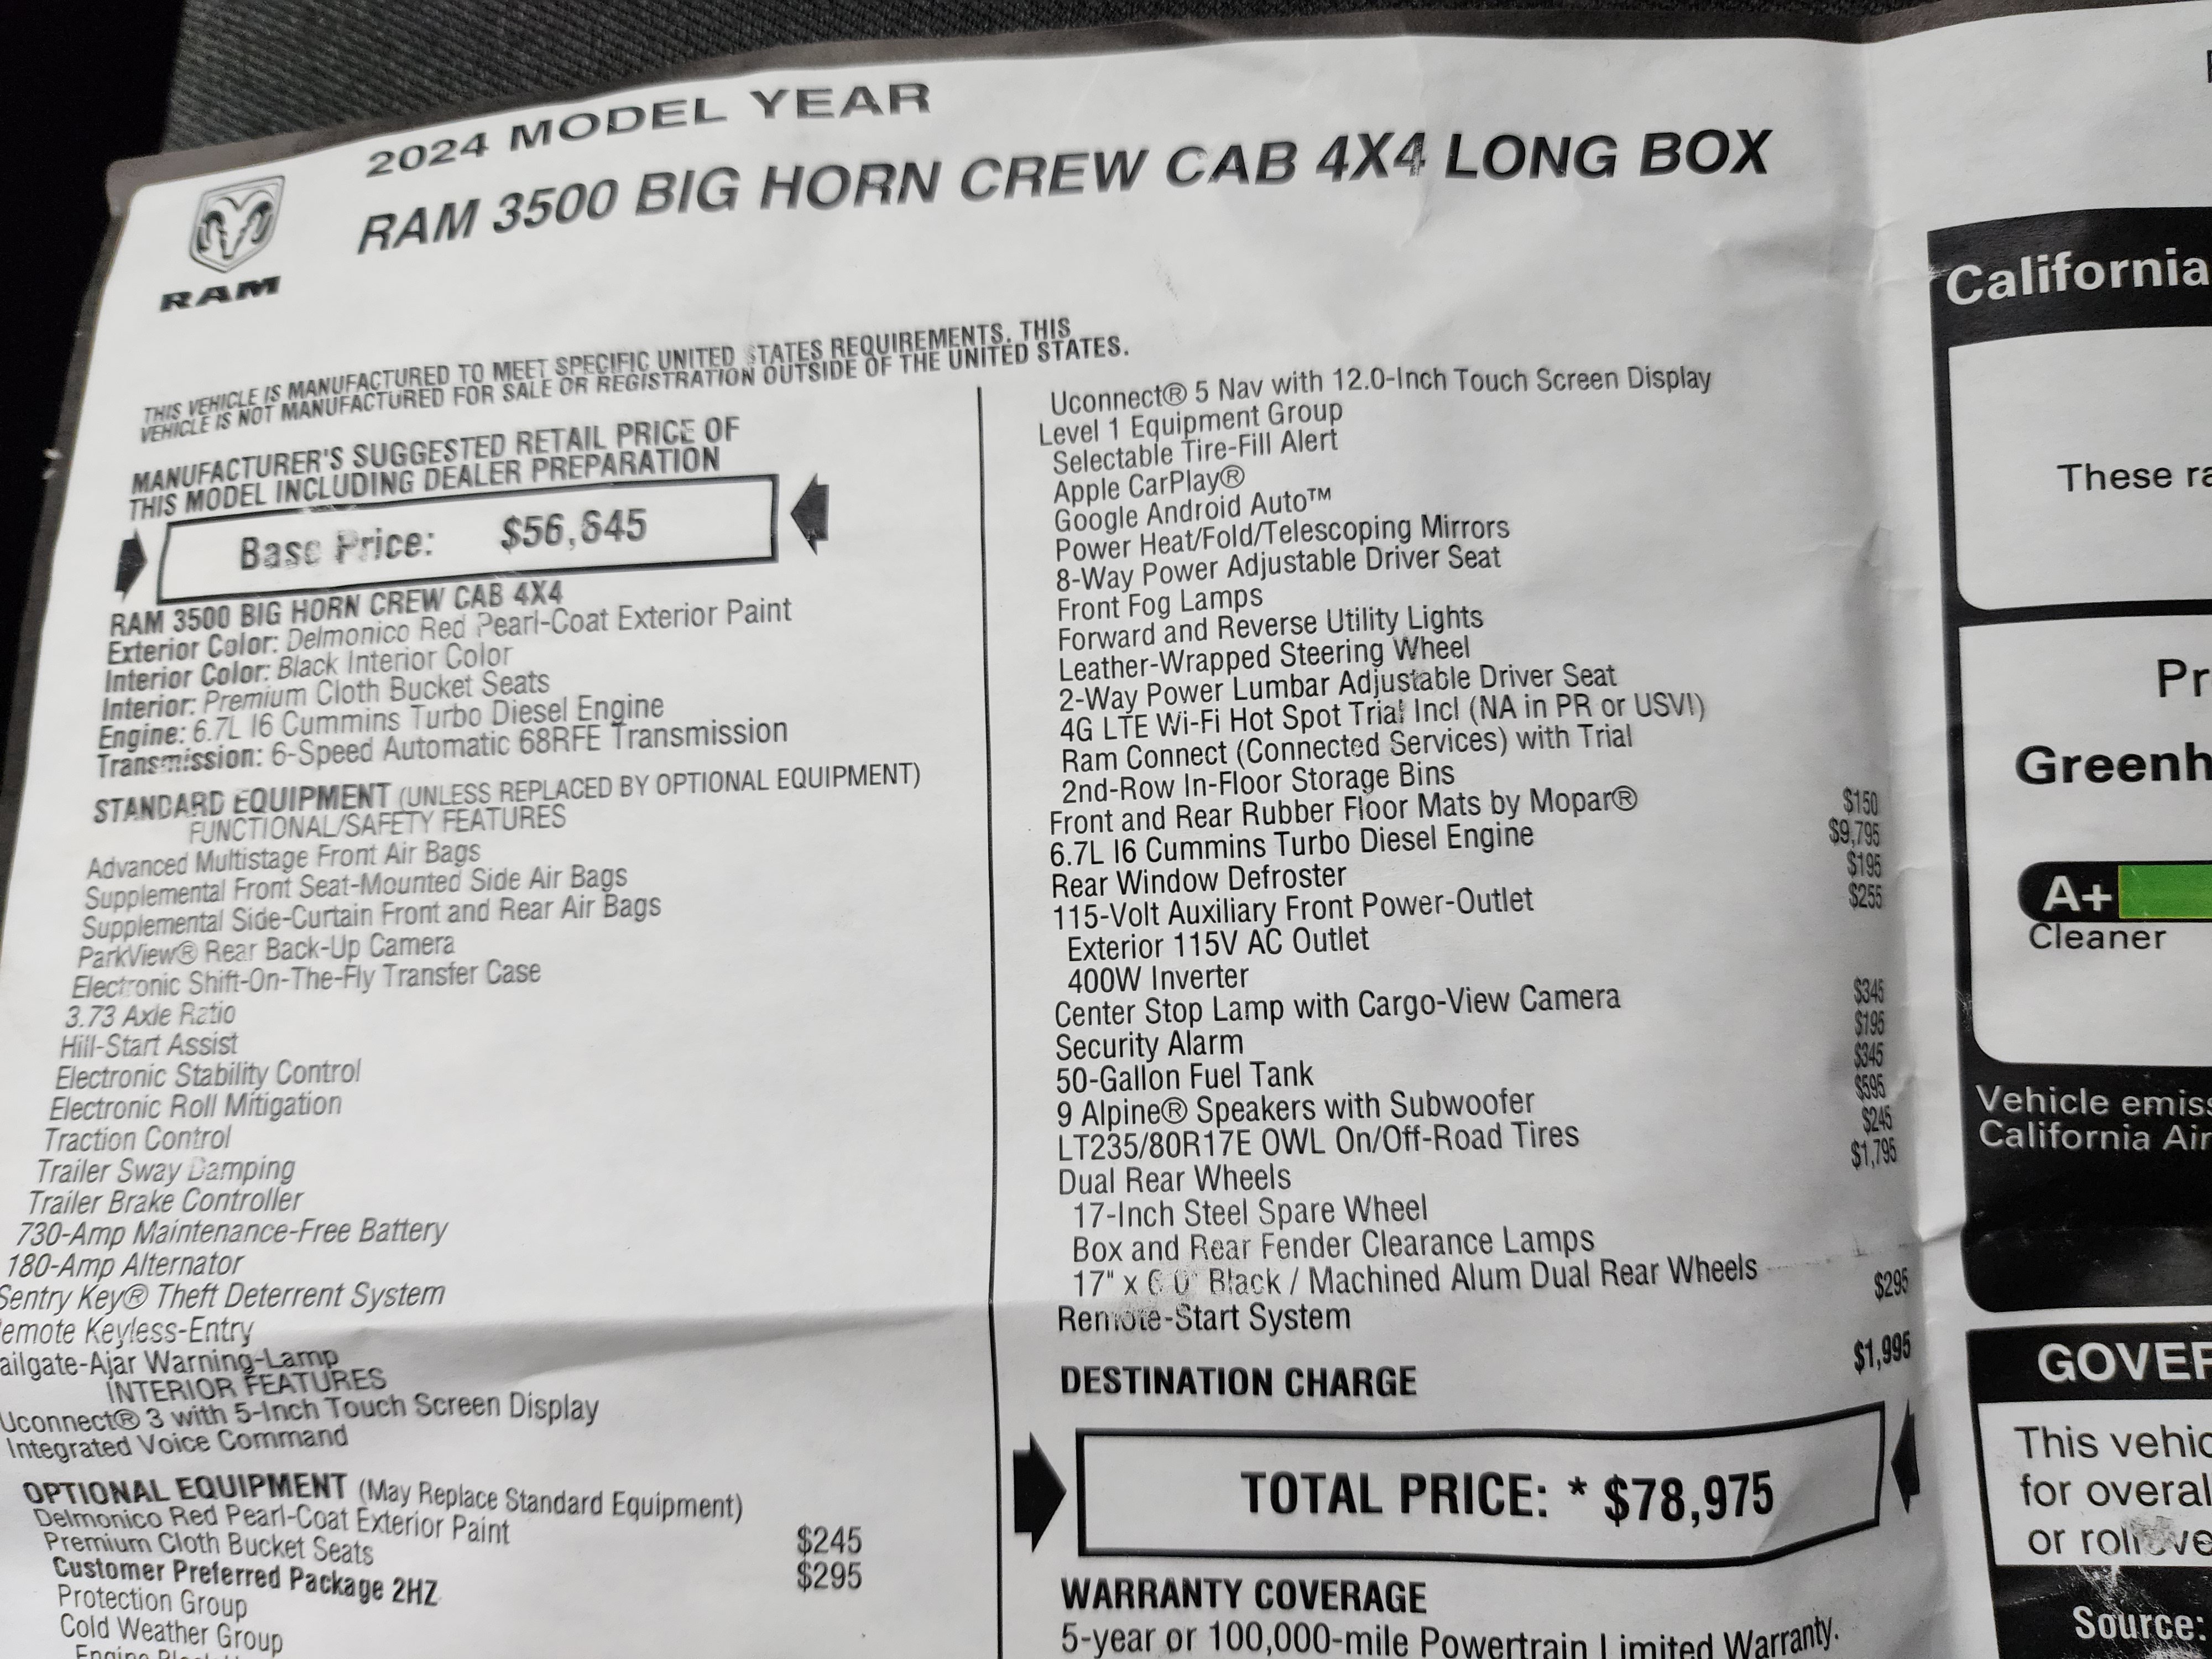 2024 MODEL YEAR
RAM 3500 BIG HORN CREW CAB 4X4 LONG BOX
RAM
THIS VEHICLE IS MANUFACTURED TO MEET SPECIFIC UNITED STATES REQUIREMENTS. THIS
VEHICLE IS NOT MANUFACTURED FOR SALE OR REGISTRATION OUTSIDE OF THE UNITED STATES.
MANUFACTURER'S SUGGESTED RETAIL PRICE OF
THIS MODEL INCLUDING DEALER PREPARATION
Base Price: $56,645
RAM 3500 BIG HORN CREW CAB 4X4
Exterior Color: Delmonico Red Pearl-Coat Exterior Paint
Interior Color: Black Interior Color
Interior: Premium Cloth Bucket Seats
Engine: 6.7L I6 Cummins Turbo Diesel Engine
Transmission: 6-Speed Automatic 68RFE Transmission
STANDARD EQUIPMENT (UNLESS REPLACED BY OPTIONAL EQUIPMENT)
FUNCTIONAL/SAFETY FEATURES
Advanced Multistage Front Air Bags
Supplemental Front Seat-Mounted Side Air Bags
Supplemental Side-Curtain Front and Rear Air Bags
ParkView® Rear Back-Up Camera
Electronic Shift-On-The-Fly Transfer Case
3.73 Axle Ratio
Hill-Start Assist
Electronic Stability Control
Electronic Roll Mitigation
Traction Control
Trailer Sway Damping
Trailer Brake Controller
730-Amp Maintenance-Free Battery
180-Amp Alternator
Sentry Key® Theft Deterrent System
emote Keyless-Entry
ailgate-Ajar Warning-Lamp
INTERIOR FEATURES
Uconnect® 3 with 5-Inch Touch Screen Display
Integrated Voice Command
OPTIONAL EQUIPMENT (May Replace Standard Equipment)
Delmonico Red Pearl-Coat Exterior Paint $245
Premium Cloth Bucket Seats $295
Customer Preferred Package 2HZ
Protection Group
Cold Weather Group
Uconnect® 5 Nav with 12.0-Inch Touch Screen Display
Level 1 Equipment Group
Selectable Tire-Fill Alert
Apple CarPlay®
Google Android Auto™
Power Heat/Fold/Telescoping Mirrors
8-Way Power Adjustable Driver Seat
Front Fog Lamps
Forward and Reverse Utility Lights
Leather-Wrapped Steering Wheel
2-Way Power Lumbar Adjustable Driver Seat
4G LTE Wi-Fi Hot Spot Trial Incl (NA in PR or USVI)
Ram Connect (Connected Services) with Trial
2nd-Row In-Floor Storage Bins
Front and Rear Rubber Floor Mats by Mopar® $150
6.7L I6 Cummins Turbo Diesel Engine $9,795
Rear Window Defroster $195
115-Volt Auxiliary Front Power-Outlet $255
Exterior 115V AC Outlet
400W Inverter
Center Stop Lamp with Cargo-View Camera $345
Security Alarm $195
50-Gallon Fuel Tank $345
9 Alpine® Speakers with Subwoofer $595
LT235/80R17E OWL On/Off-Road Tires $245
Dual Rear Wheels $1,795
17-Inch Steel Spare Wheel
Box and Rear Fender Clearance Lamps
17" x 6 0" Black / Machined Alum Dual Rear Wheels
Remote-Start System $295
DESTINATION CHARGE $1,995
TOTAL PRICE: * $78,975
WARRANTY COVERAGE
5-year or 100,000-mile Powertrain Limited Warranty.
California
These ra
Pr
Greenh
A+
Cleaner
Vehicle emiss
California Air
GOVER
This vehic
for overal
or rollove
Source: